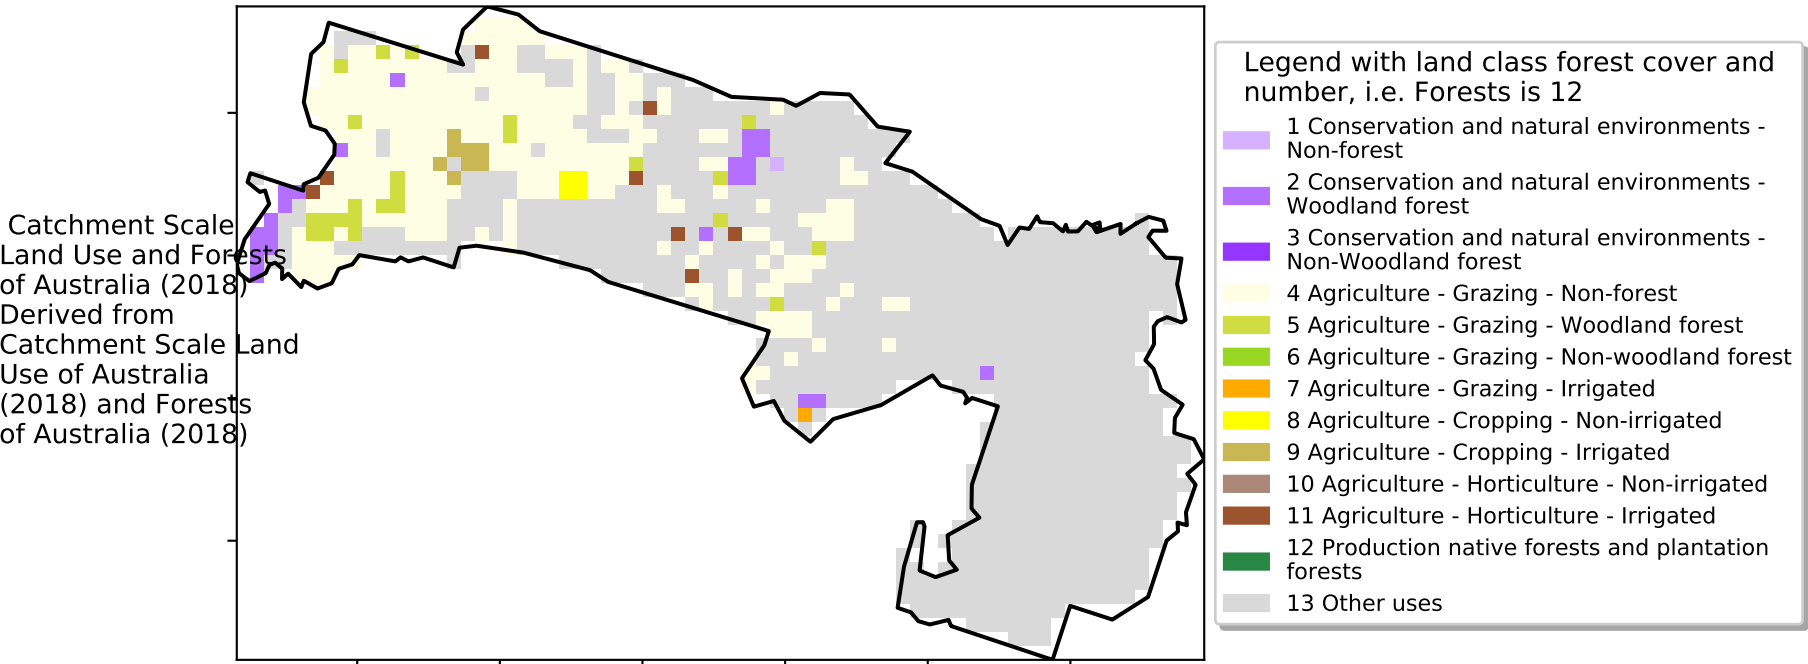 Catchment Scale
Land Use and Forests
of Australia (2018)
Derived from
Catchment Scale Land
Use of Australia
(2018) and Forests
of Australia (2018)
Legend with land class forest cover and
number, i.e. Forests is 12
1 Conservation and natural environments -
Non-forest
2 Conservation and natural environments -
Woodland forest
3 Conservation and natural environments -
Non-Woodland forest
4 Agriculture - Grazing - Non-forest
5 Agriculture - Grazing - Woodland forest
6 Agriculture - Grazing - Non-woodland forest
7 Agriculture - Grazing - Irrigated
8 Agriculture - Cropping - Non-irrigated
9 Agriculture - Cropping - Irrigated
10 Agriculture - Horticulture - Non-irrigated
11 Agriculture - Horticulture - Irrigated
12 Production native forests and plantation
forests
13 Other uses